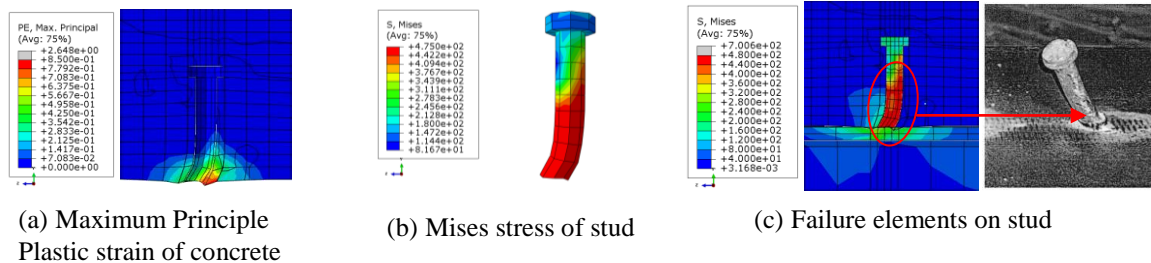 PE, Max. Principal
(Avg: 75%)
+2.648e+00
+8.500e-01
+7.792e-01
+7.083e-01
+6.375e-01
+5.667e-01
+4.958e-01
+4.250e-01
+3.542e-01
+2.833e-01
+2.125e-01
+1.417e-01
+7.083e-02
+0.000e+00
Y
z
(a) Maximum Principle
Plastic strain of concrete
S, Mises
(Avg: 75%)
+4.750e+02
+4.422e+02
+4.094e+02
+3.767e+02
+3.439e+02
+3.111e+02
+2.783e+02
+2.456e+02
+2.128e+02
+1.800e+02
+1.472e+02
+1.144e+02
+8.167e+01
Y
z
(b) Mises stress of stud
S, Mises
(Avg: 75%)
+7.006e+02
+4.800e+02
+4.400e+02
+4.000e+02
+3.600e+02
+3.200e+02
+2.800e+02
+2.400e+02
+2.000e+02
+1.600e+02
+1.200e+02
+8.000e+01
+4.000e+01
+3.168e-03
Y
z
(c) Failure elements on stud